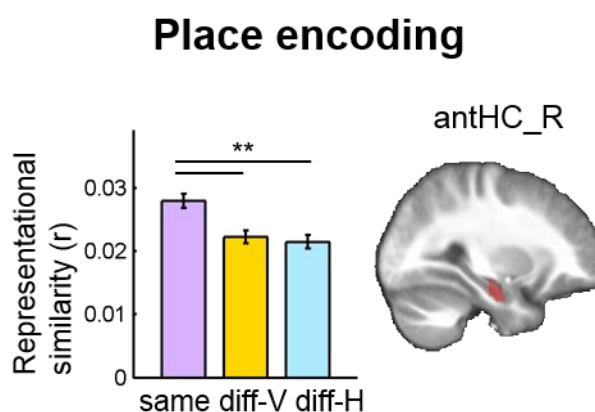 Place encoding
antHC_R
**
Representational
similarity (r)
0.03
0.02
0.01
0
same diff-V diff-H